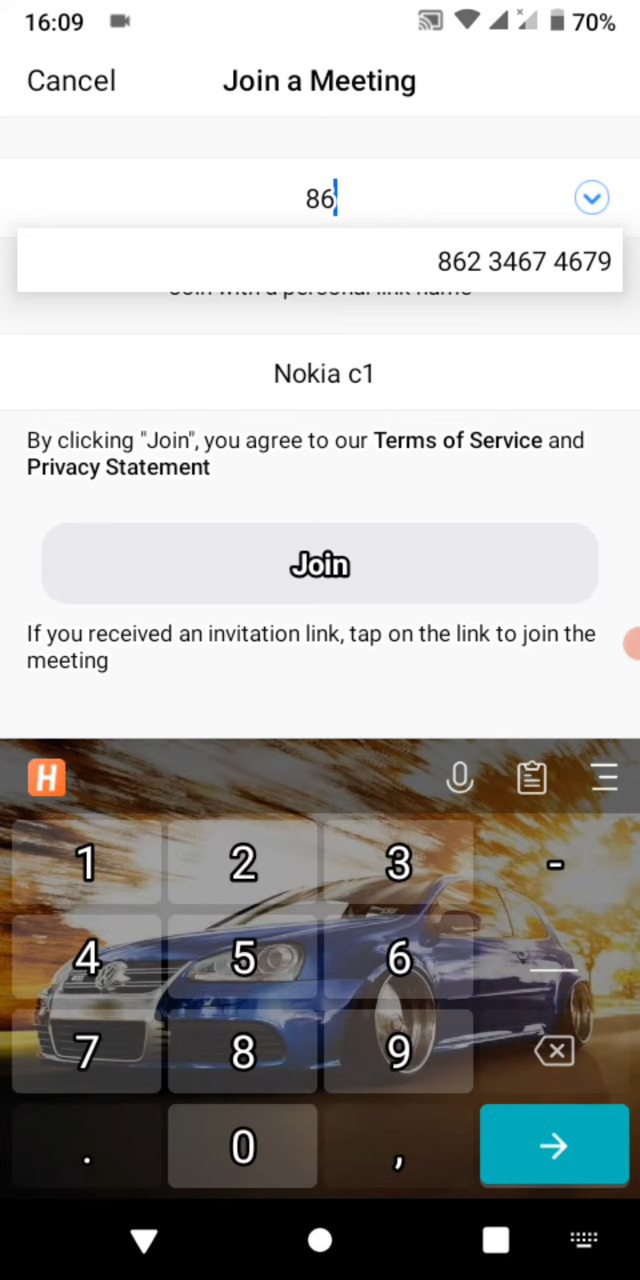 16:09 70%
Cancel Join a Meeting
86
862 3467 4679
Join with a personal link name
Nokia c1
By clicking "Join", you agree to our Terms of Service and
Privacy Statement
Join
If you received an invitation link, tap on the link to join the
meeting
H
1 2 3 -
4 5 6
7 8 9
. 0 ,